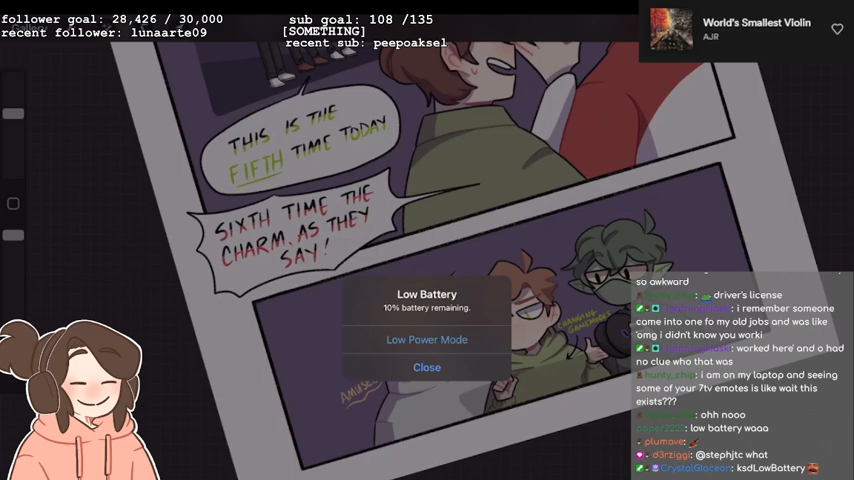 follower goal: 28,426 / 30,000
recent follower: lunaarte09
sub goal: 108 /135
[SOMETHING]
recent sub: peepoaksel
World's Smallest Violin
AJR
THIS IS THE
FIFTH TIME TODAY
SIXTH TIME THE
CHARM, AS THEY
SAY!
CHANGING
GAMEMODES
Low Battery
10% battery remaining.
Low Power Mode
Close
so awkward
driver's license
i remember someone
came into one fo my old jobs and was like
'omg i didn't know you worki
worked here' and o had
no clue who that was
hunty_chip: i am on my laptop and seeing
some of your 7tv emotes is like wait this
exists???
ohh nooo
low battery waaa
plumave:
d3rziggi: @stephjtc what
CrystalGlaceon: ksdLowBattery